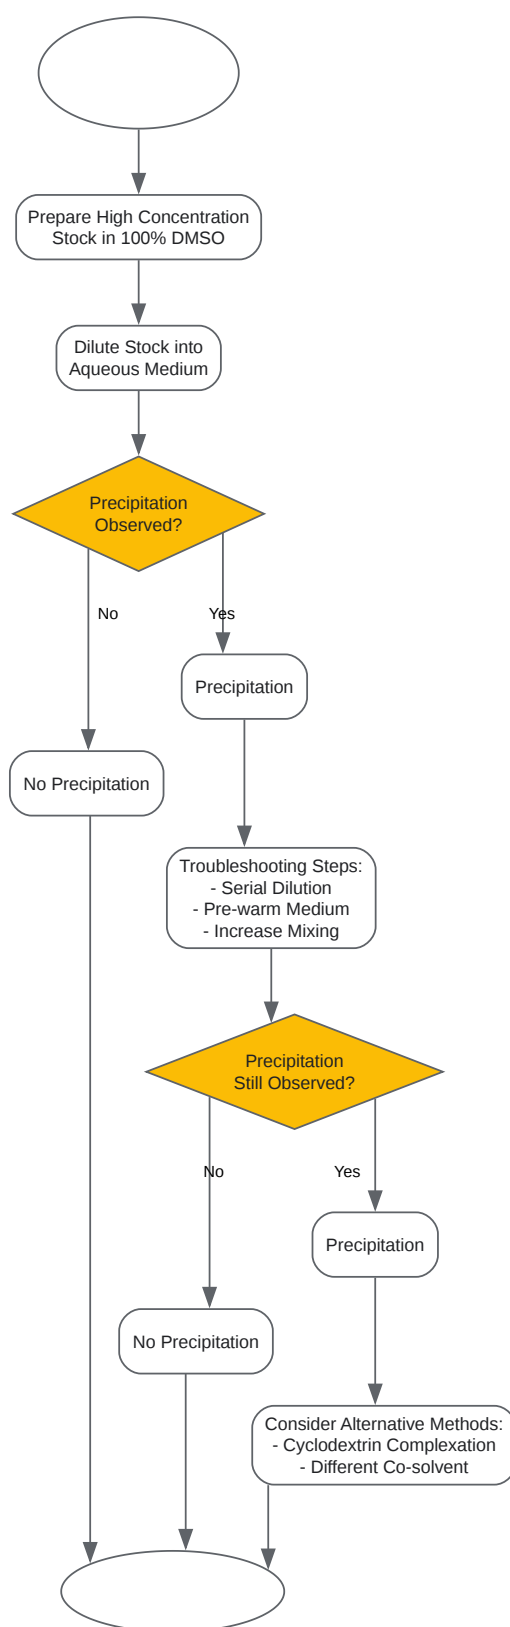 Prepare High Concentration
Stock in 100% DMSO
Dilute Stock into
Aqueous Medium
Precipitation
Observed?
No
Yes
Precipitation
No Precipitation
Troubleshooting Steps:
- Serial Dilution
- Pre-warm Medium
- Increase Mixing
Precipitation
Still Observed?
No
Yes
Precipitation
No Precipitation
Consider Alternative Methods:
- Cyclodextrin Complexation
- Different Co-solvent